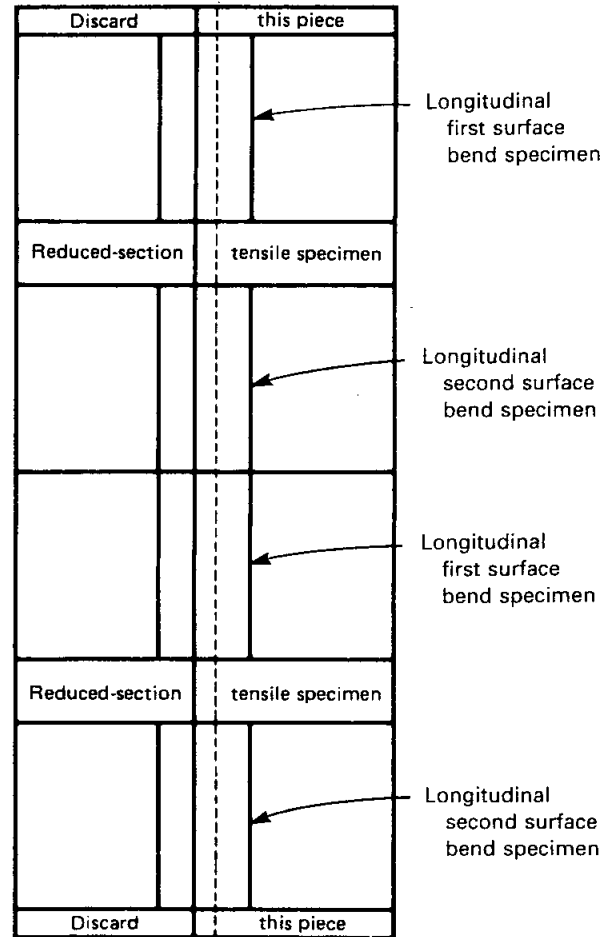 Discard this piece
Longitudinal
first surface
bend specimen
Reduced-section tensile specimen
Longitudinal
second surface
bend specimen
Longitudinal
first surface
bend specimen
Reduced-section tensile specimen
Longitudinal
second surface
bend specimen
Discard this piece